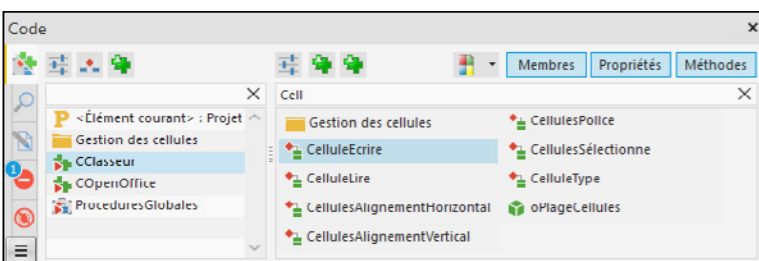 Code
Membres Propriétés Méthodes
Cell
<Élément courant> : Projet
Gestion des cellules
CClasseur
COpenOffice
ProceduresGlobales
1
Gestion des cellules
CelluleEcrire
CelluleLire
CellulesAlignementHorizontal
CellulesAlignementVertical
CellulesPolice
CellulesSélectionne
CelluleType
oPlageCellules